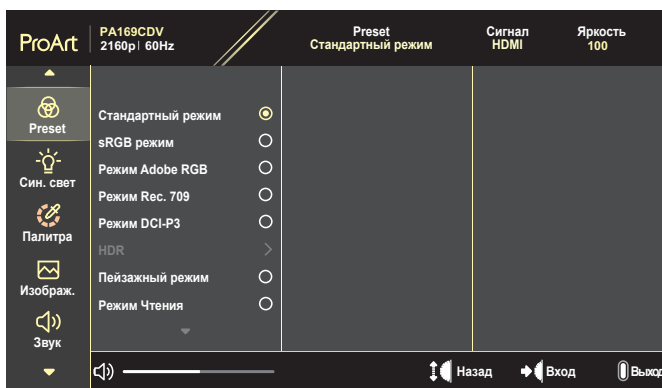 ProArt
PA169CDV
2160p | 60Hz
Preset
Стандартный режим
Сигнал
HDMI
Яркость
100
Preset
Син. свет
Палитра
Изображ.
Звук
Стандартный режим
sRGB режим
Режим Adobe RGB
Режим Rec. 709
Режим DCI-P3
HDR
Пейзажный режим
Режим Чтения
Назад
Вход
Выход